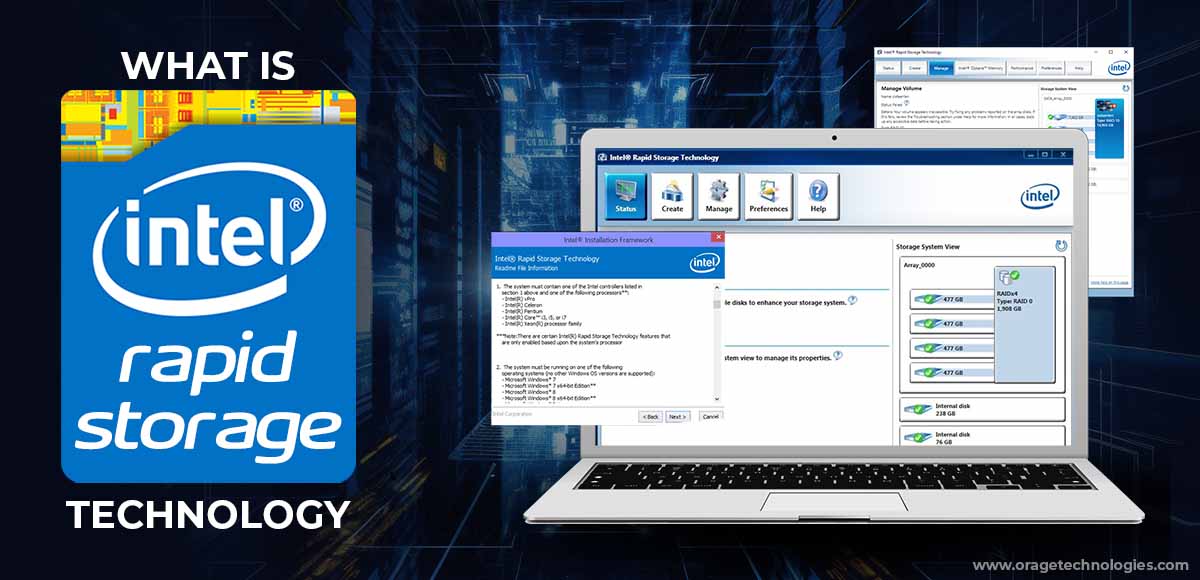 WHAT IS
intel®
rapid
storage
TECHNOLOGY
Intel® Rapid Storage Technology
Status
Create
Manage
Intel® Optane™ Memory
Performance
Preferences
Help
intel
Manage Volume
Storage System View
Intel® Rapid Storage Technology
Status
Create
Manage
Preferences
Help
intel
le disks to enhance your storage system.
stem view to manage its properties.
Storage System View
Array_0000
477 GB
477 GB
477 GB
477 GB
RAIDx4
Type: RAID 0
1,908 GB
Internal disk
238 GB
Internal disk
76 GB
Intel® Installation Framework
Intel® Rapid Storage Technology
Readme File Information
intel
1. The system must contain one of the Intel controllers listed in
section 1 above and one of the following processors**:
- Intel(R) vPro
- Intel(R) Celeron
- Intel(R) Pentium
- Intel(R) Core™ i3, i5, or i7
- Intel(R) Xeon(R) processor family
***Note:There are certain Intel(R) Rapid Storage Technology features that
are only enabled based upon the system's processor
2. The system must be running on one of the following
operating systems (no other Windows OS versions are supported):
- Microsoft Windows* 7
- Microsoft Windows* 7 x64-bit Edition**
- Microsoft Windows* 8
- Microsoft Windows* 8 x64-bit Edition**
Intel Corporation
< Back
Next >
Cancel
www.oragetechnologies.com